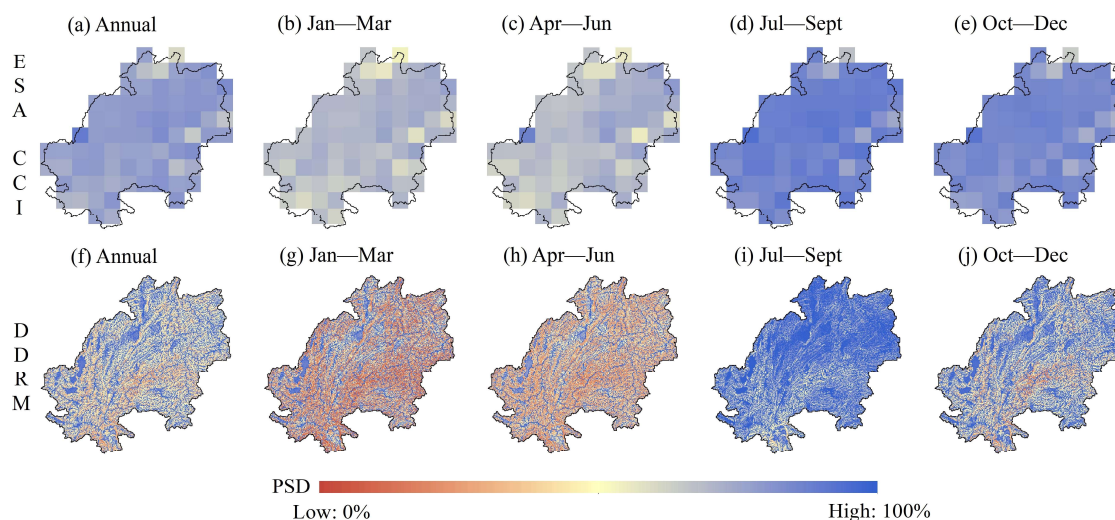 (a) Annual
(b) Jan—Mar
(c) Apr—Jun
(d) Jul—Sept
(e) Oct—Dec
E
S
A
C
C
I
(f) Annual
(g) Jan—Mar
(h) Apr—Jun
(i) Jul—Sept
(j) Oct—Dec
D
D
R
M
PSD
Low: 0%
High: 100%